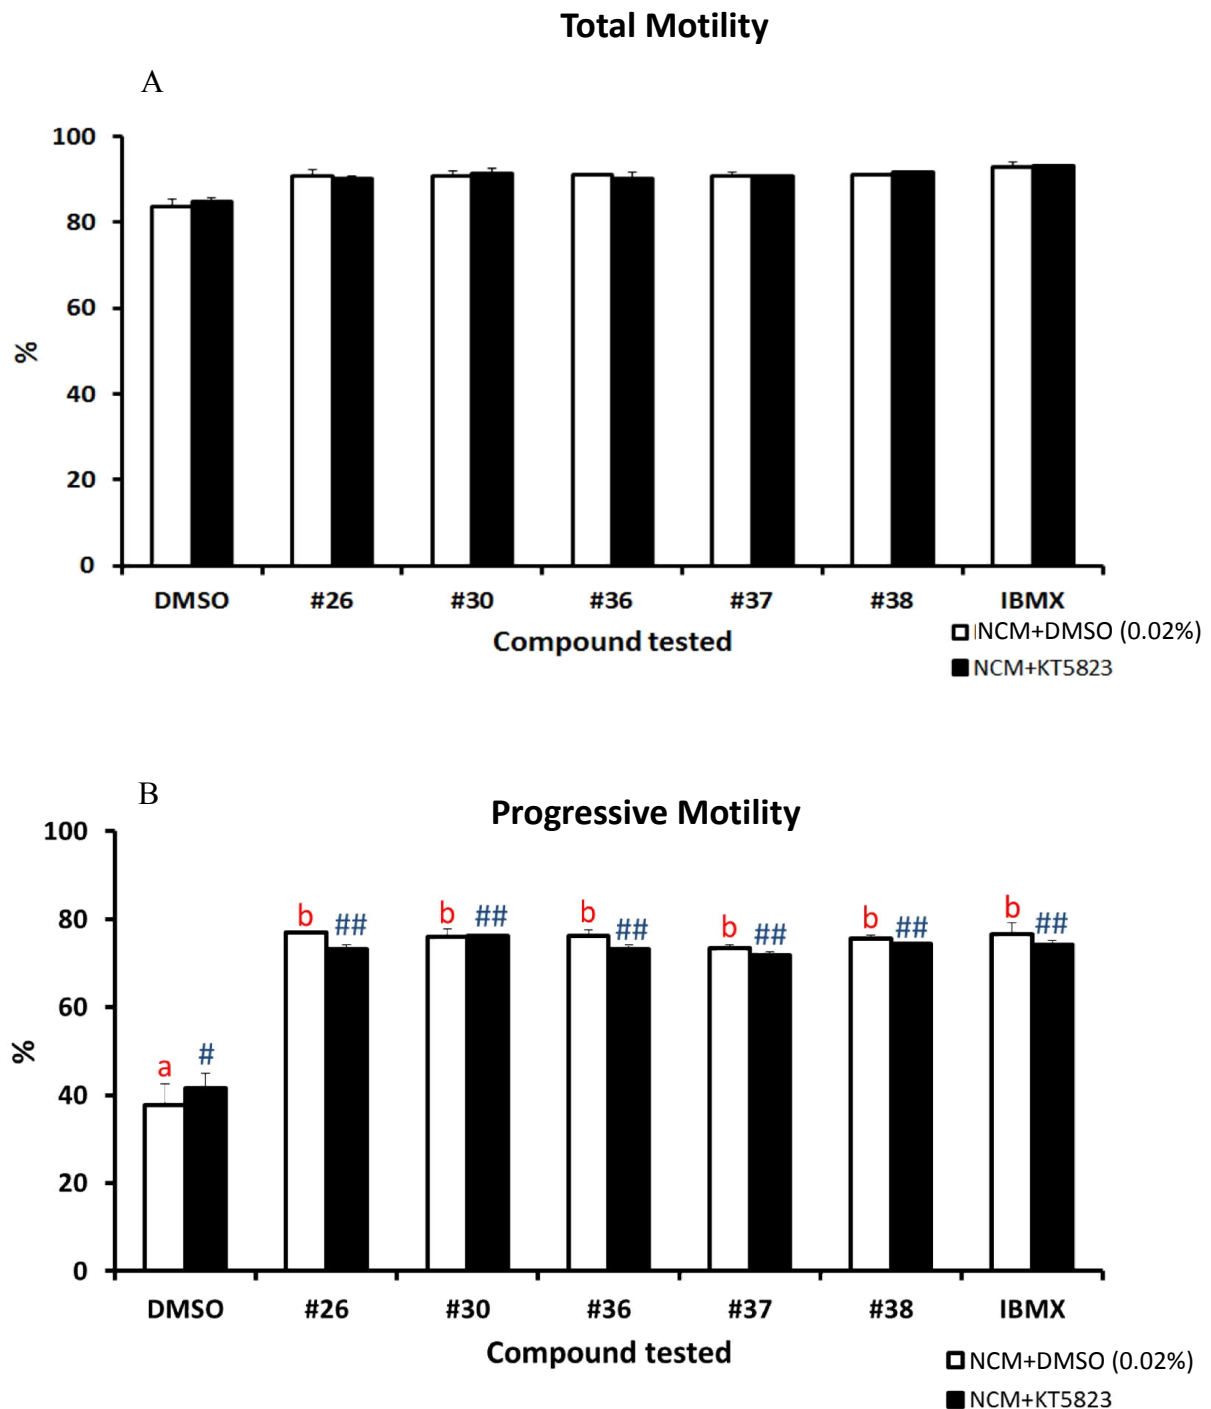 Total Motility
A
100
80
60
40
20
0
%
DMSO #26 #30 #36 #37 #38 IBMX
Compound tested
NCM+DMSO (0.02%)
NCM+KT5823
B
Progressive Motility
100
80
60
40
20
0
%
a # b ## b ## b ## b ## b ## b ##
DMSO #26 #30 #36 #37 #38 IBMX
Compound tested
NCM+DMSO (0.02%)
NCM+KT5823